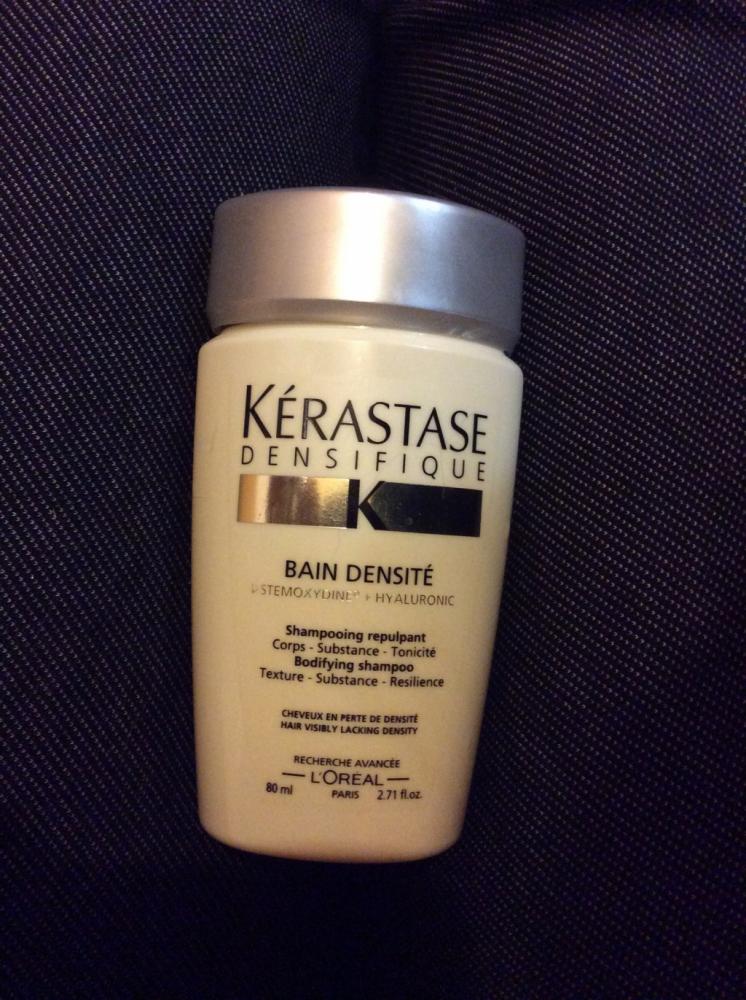 KÉRASTASE
DENSIFIQUE
K
BAIN DENSITÉ
STEMOXYDINE® + HYALURONIC
Shampooing repulpant
Corps - Substance - Tonicité
Bodifying shampoo
Texture - Substance - Resilience
CHEVEUX EN PERTE DE DENSITÉ
HAIR VISIBLY LACKING DENSITY
RECHERCHE AVANCÉE
L'ORÉAL
80 ml PARIS 2.71 fl.oz.